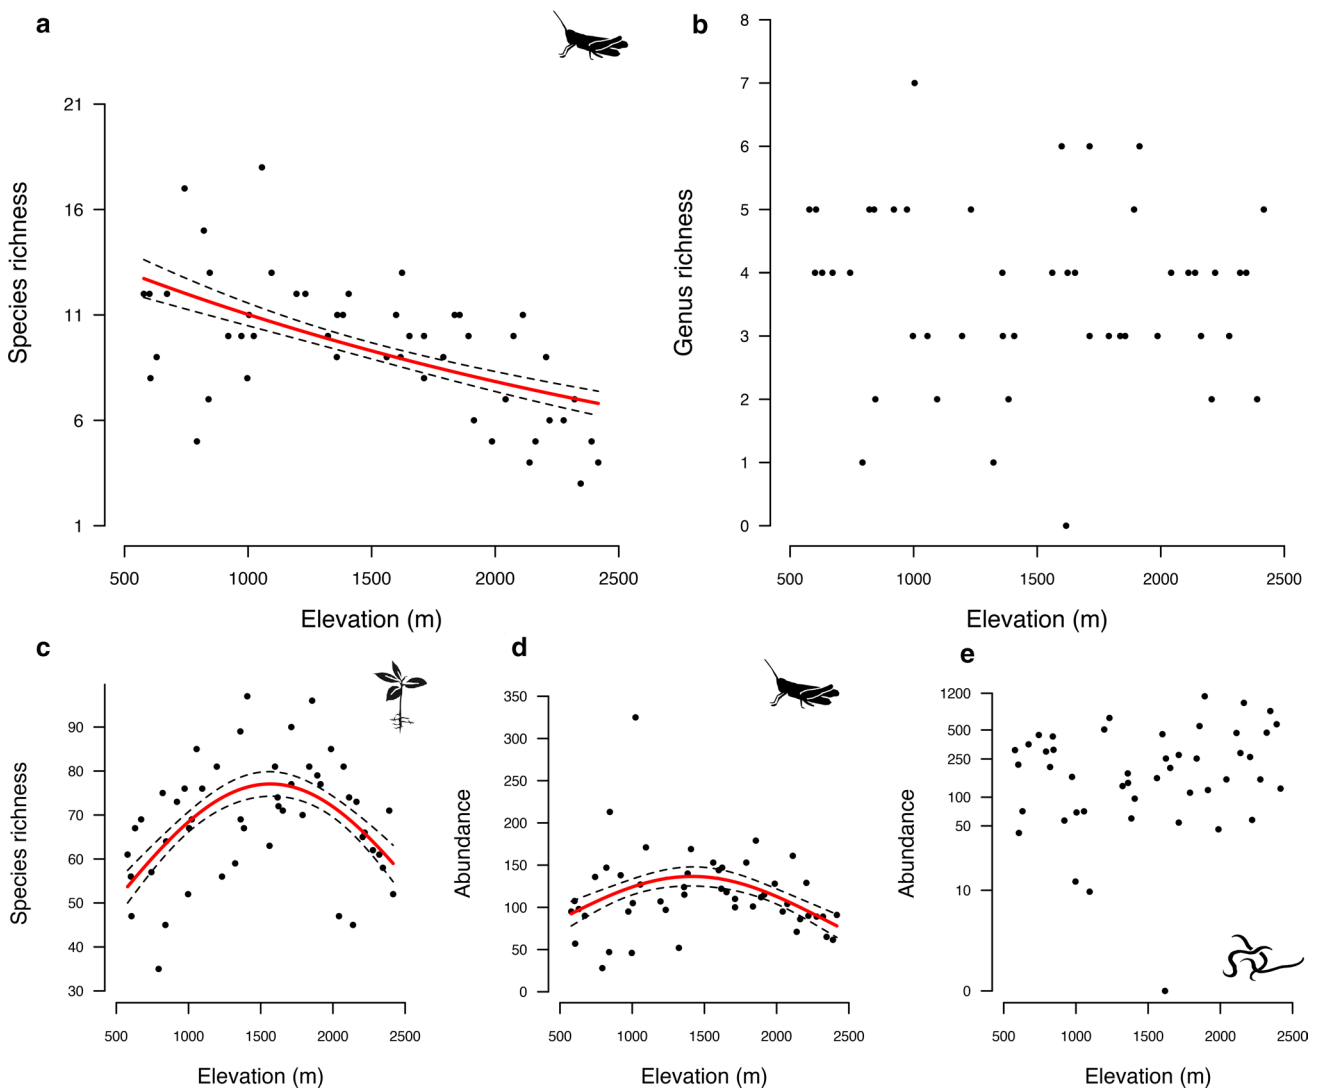 a
21
16
11
6
1
Species richness
500 1000 1500 2000 2500
Elevation (m)
b
8
7
6
5
4
3
2
1
0
Genus richness
500 1000 1500 2000 2500
Elevation (m)
c
90
80
70
60
50
40
30
Species richness
500 1000 1500 2000 2500
Elevation (m)
d
350
300
250
200
150
100
50
0
Abundance
500 1000 1500 2000 2500
Elevation (m)
e
1200
500
250
100
50
10
0
Abundance
500 1000 1500 2000 2500
Elevation (m)